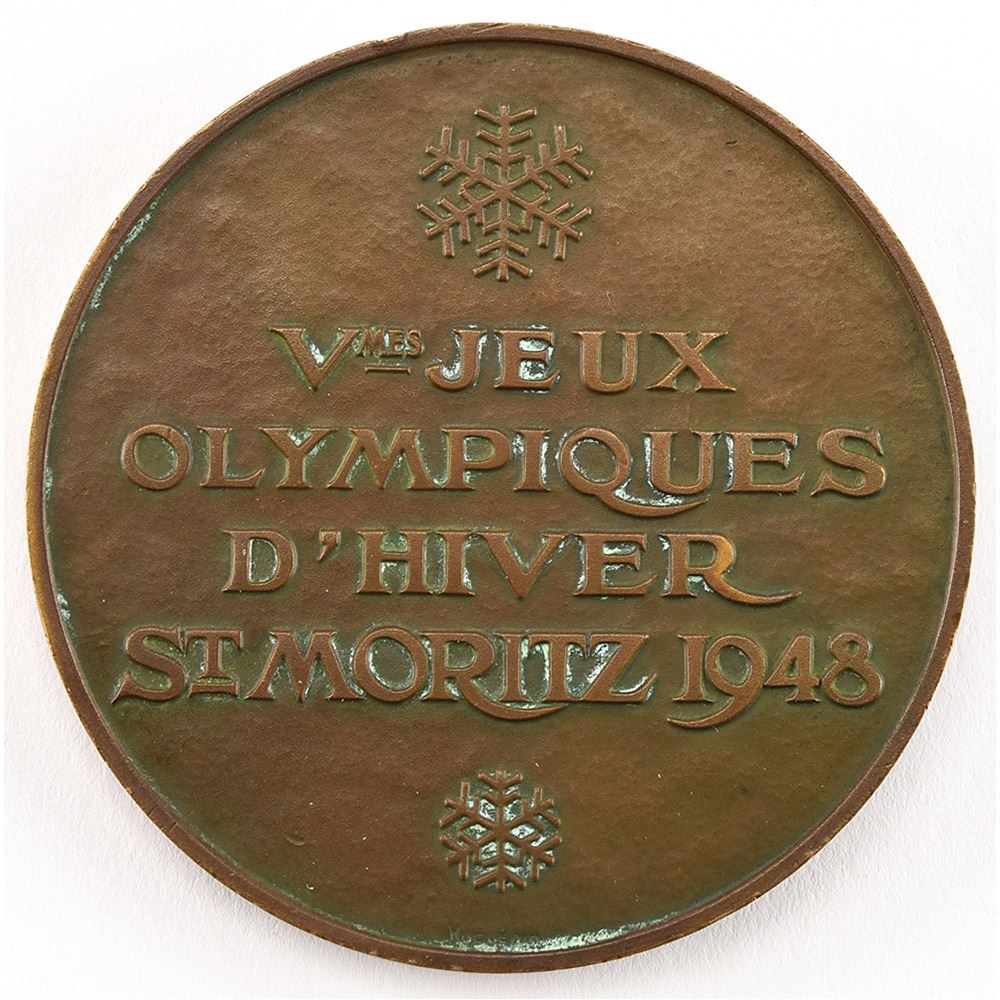 VMES JEUX
OLYMPIQUES
D'HIVER
ST MORITZ 1948